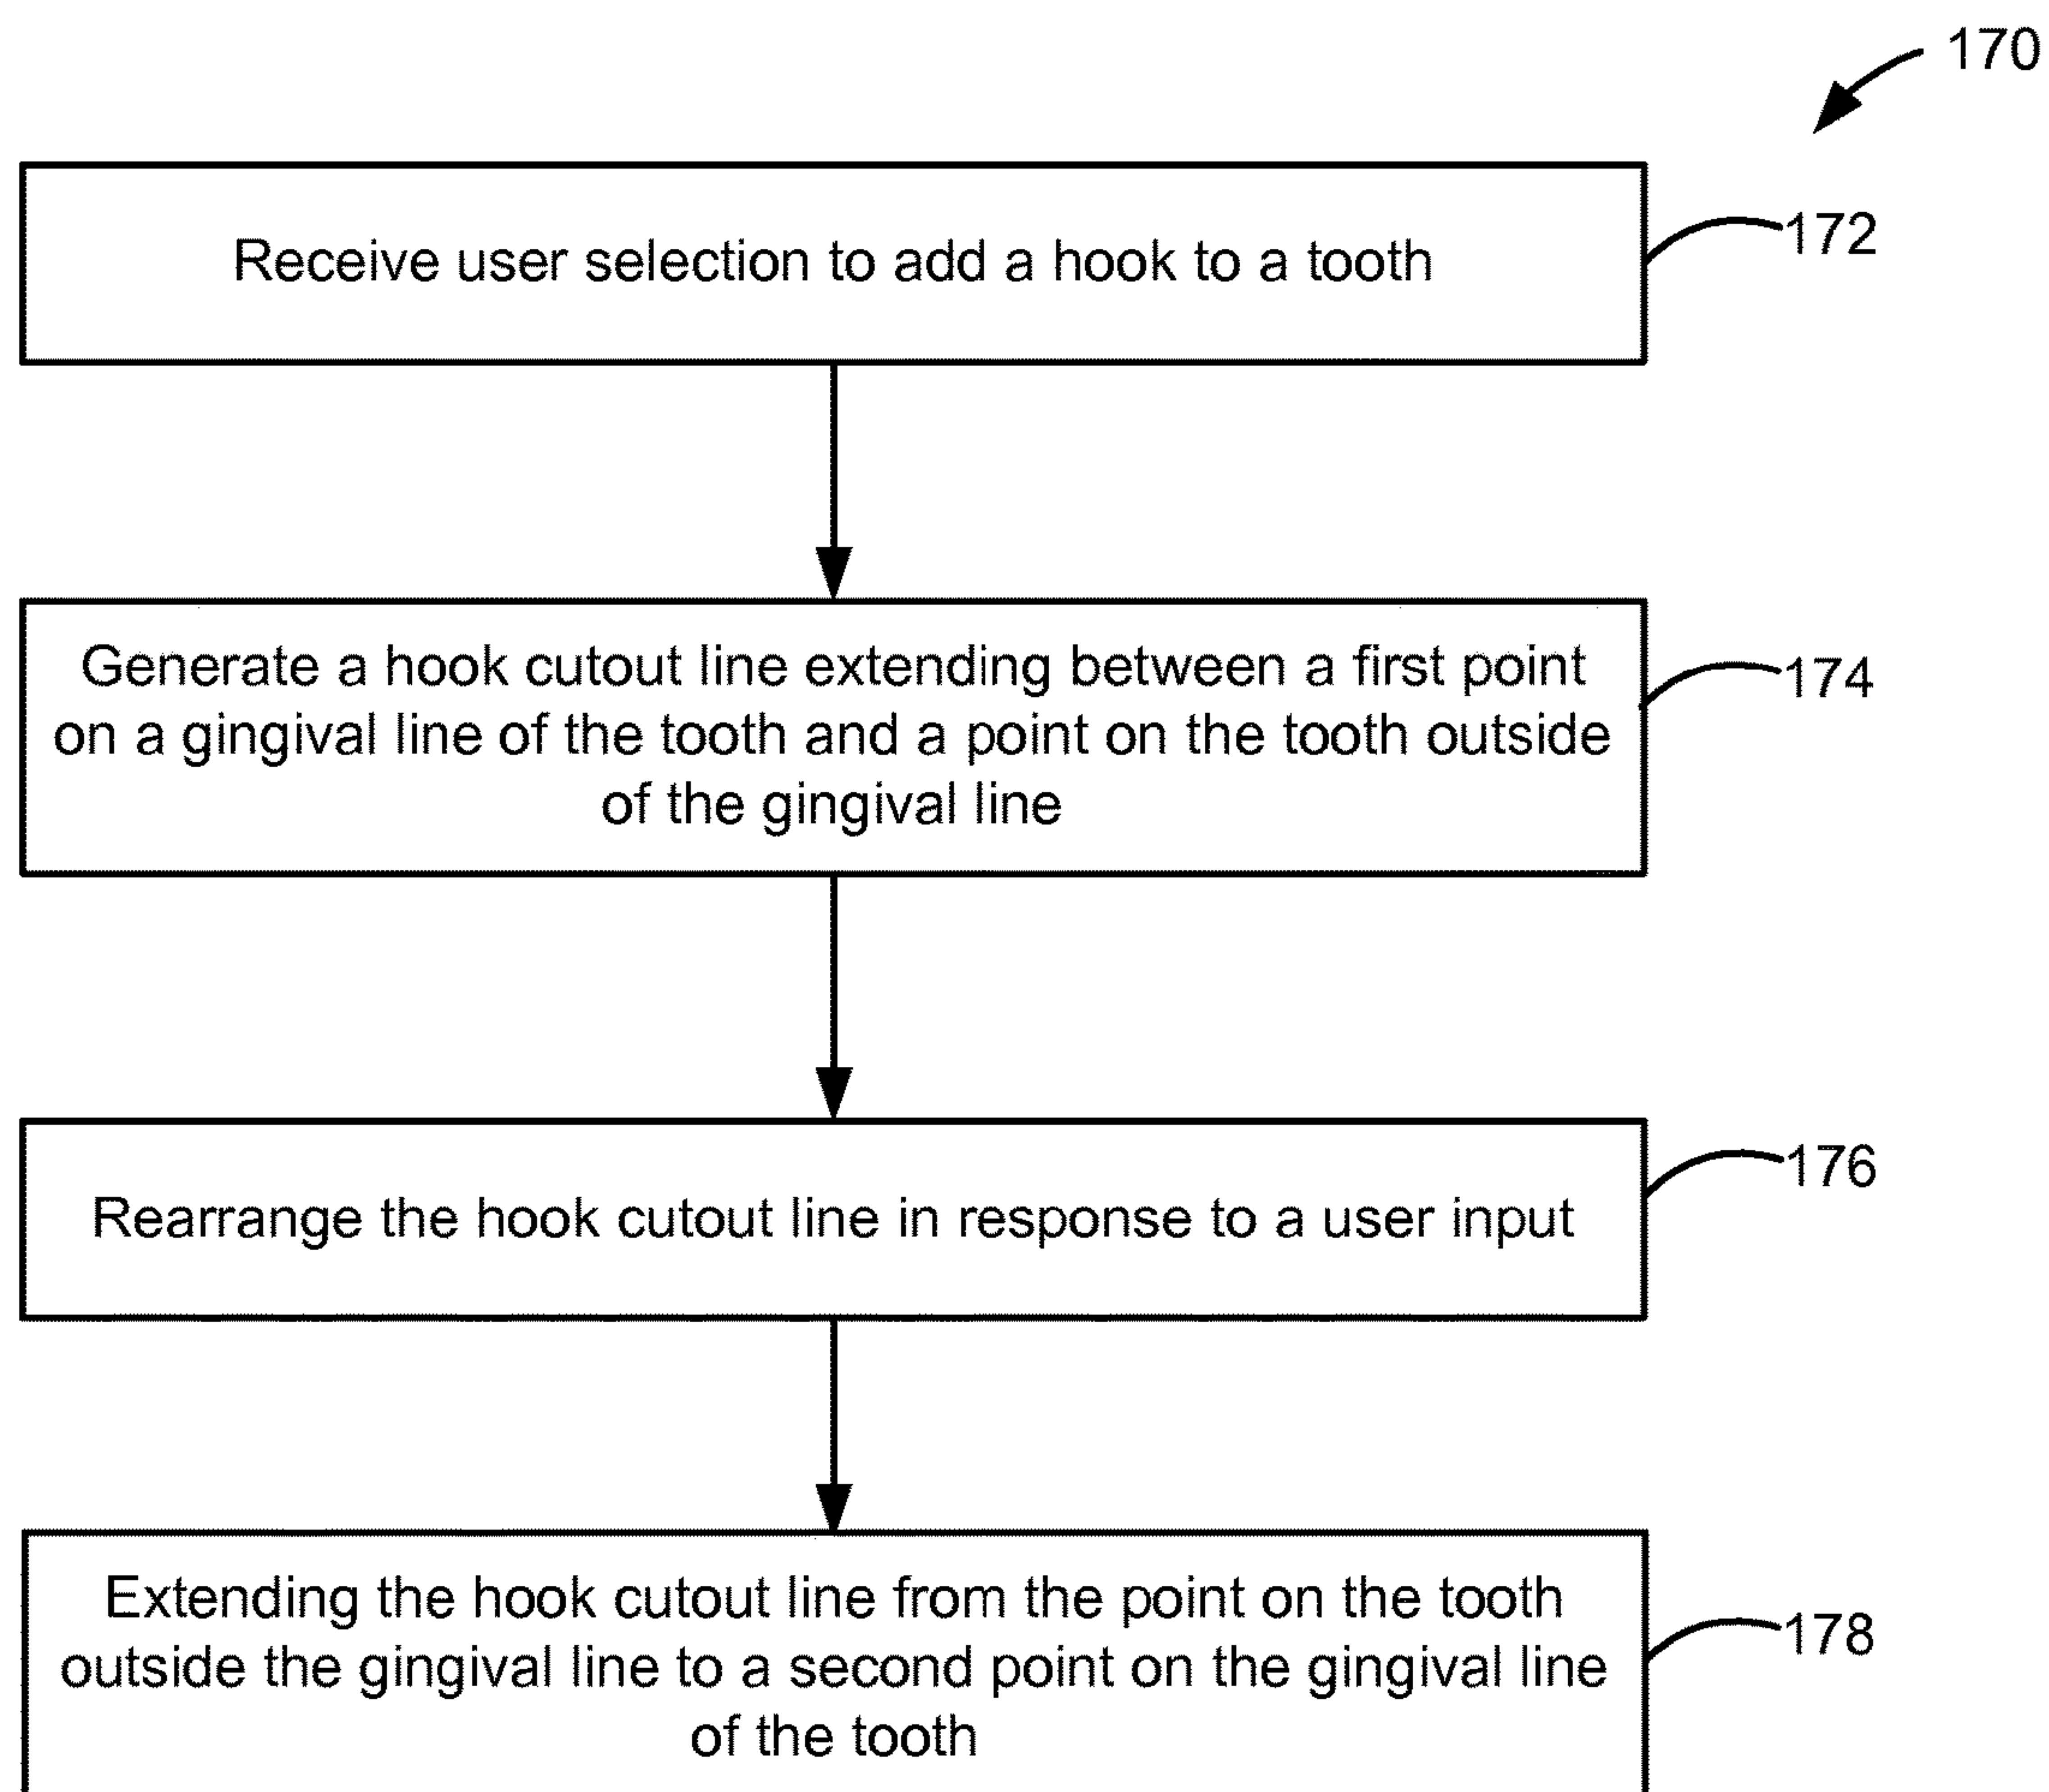 170
Receive user selection to add a hook to a tooth
172
Generate a hook cutout line extending between a first point
on a gingival line of the tooth and a point on the tooth outside
of the gingival line
174
Rearrange the hook cutout line in response to a user input
176
Extending the hook cutout line from the point on the tooth
outside the gingival line to a second point on the gingival line
of the tooth
178